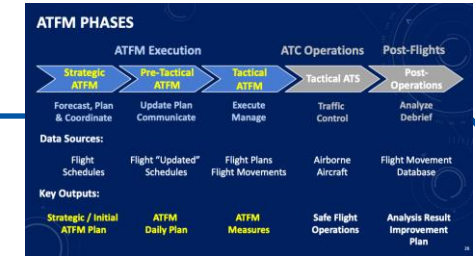 ATFM PHASES
ATFM Execution
ATC Operations
Post-Flights
Strategic
ATFM
Pre-Tactical
ATFM
Tactical
ATFM
Tactical ATS
Post-
Operations
Forecast, Plan
& Coordinate
Update Plan
Communicate
Execute
Manage
Traffic
Control
Analyze
Debrief
Data Sources:
Flight
Schedules
Flight “Updated”
Schedules
Flight Plans
Flight Movements
Airborne
Aircraft
Flight Movement
Database
Key Outputs:
Strategic / Initial
ATFM Plan
ATFM
Daily Plan
ATFM
Measures
Safe Flight
Operations
Analysis Result
Improvement
Plan